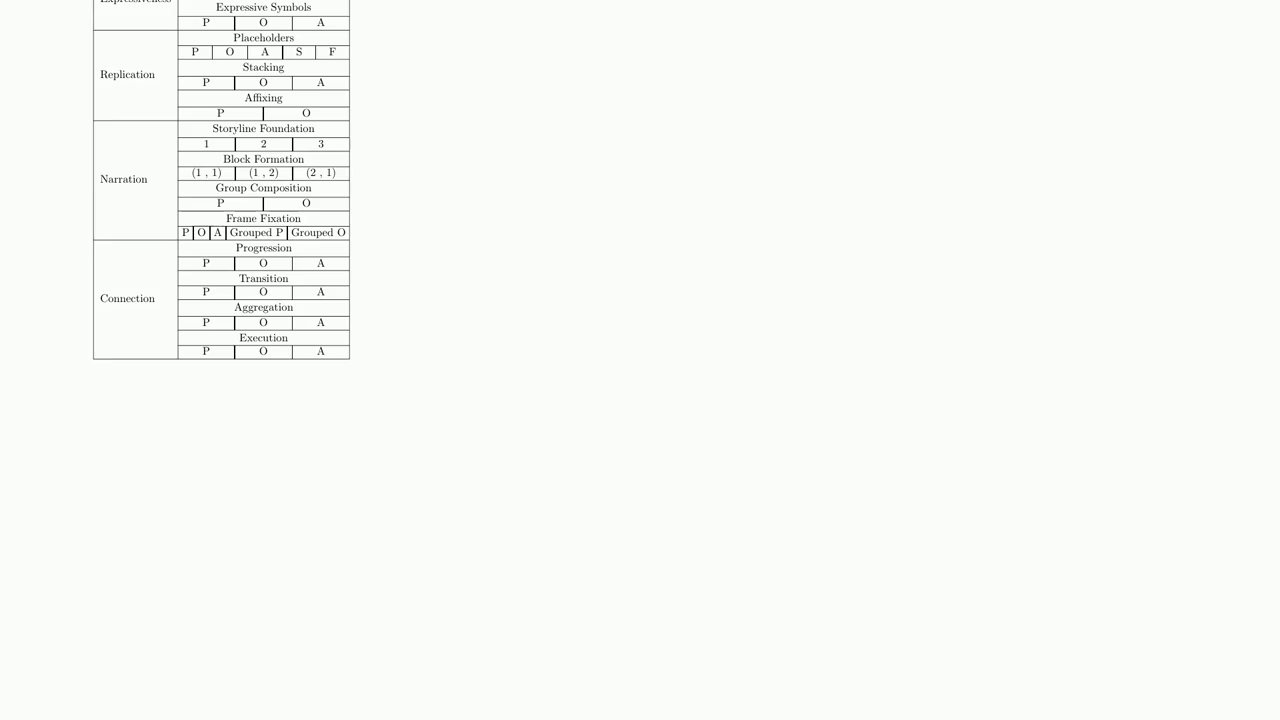 Expressiveness
Expressive Symbols
P O A
Replication
Placeholders
P O A S F
Stacking
P O A
Affixing
P O
Narration
Storyline Foundation
1 2 3
Block Formation
(1 , 1) (1 , 2) (2 , 1)
Group Composition
P O
Frame Fixation
P O A Grouped P Grouped O
Connection
Progression
P O A
Transition
P O A
Aggregation
P O A
Execution
P O A